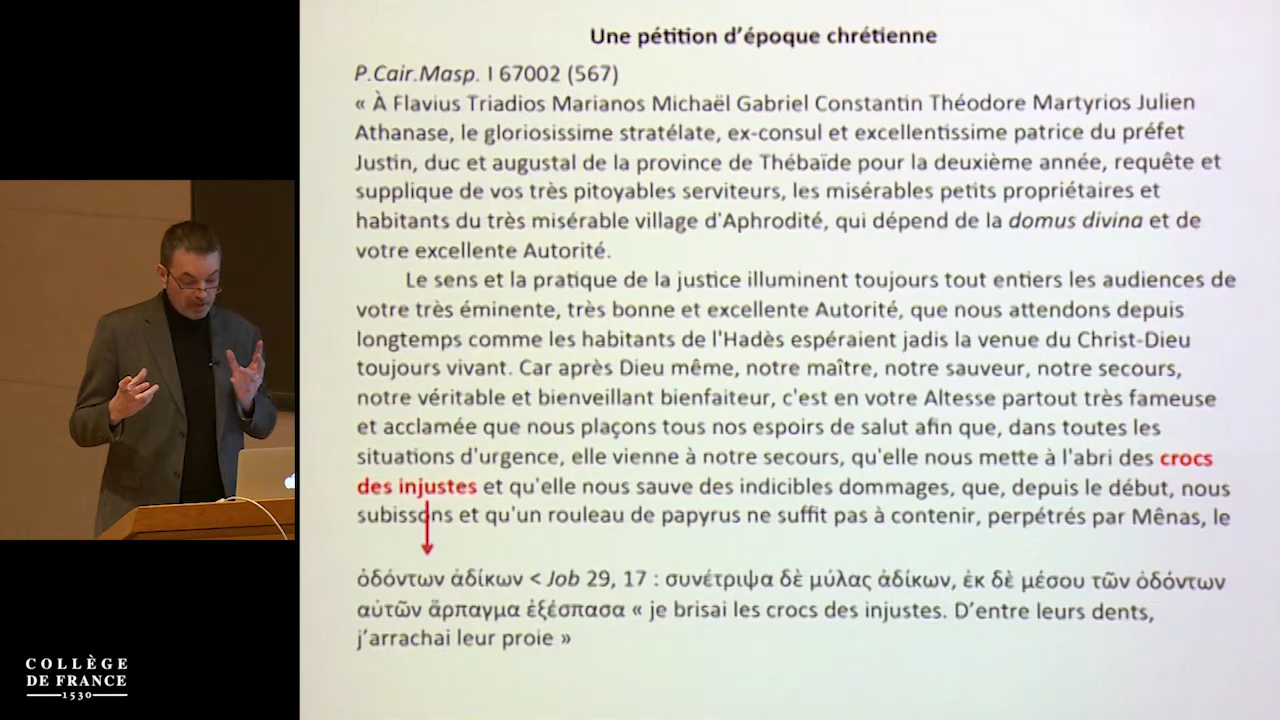 Une pétition d'époque chrétienne
P.Cair.Masp. I 67002 (567)
« À Flavius Triadios Marianos Michaël Gabriel Constantin Théodore Martyrios Julien
Athanase, le gloriosissime stratélate, ex-consul et excellentissime patrice du préfet
Justin, duc et augustal de la province de Thébaïde pour la deuxième année, requête et
supplique de vos très pitoyables serviteurs, les misérables petits propriétaires et
habitants du très misérable village d'Aphrodité, qui dépend de la domus divina et de
votre excellente Autorité.
Le sens et la pratique de la justice illuminent toujours tout entiers les audiences de
votre très éminente, très bonne et excellente Autorité, que nous attendons depuis
longtemps comme les habitants de l'Hadès espéraient jadis la venue du Christ-Dieu
toujours vivant. Car après Dieu même, notre maître, notre sauveur, notre secours,
notre véritable et bienveillant bienfaiteur, c'est en votre Altesse partout très fameuse
et acclamée que nous plaçons tous nos espoirs de salut afin que, dans toutes les
situations d'urgence, elle vienne à notre secours, qu'elle nous mette à l'abri des crocs
des injustes et qu'elle nous sauve des indicibles dommages, que, depuis le début, nous
subissons et qu'un rouleau de papyrus ne suffit pas à contenir, perpétrés par Mênas, le
ὀδόντων ἀδίκων < Job 29, 17 : συνέτριψα δὲ μύλας ἀδίκων, ἐκ δὲ μέσου τῶν ὀδόντων
αὐτῶν ἅρπαγμα ἐξέσπασα « je brisai les crocs des injustes. D'entre leurs dents,
j'arrachai leur proie »
COLLÈGE
DE FRANCE
1530